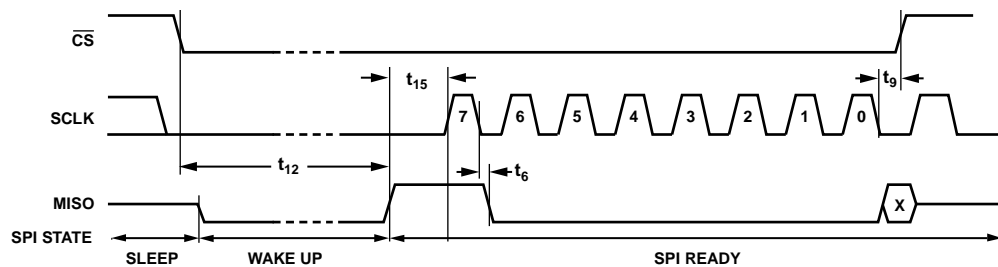 CS
t15
t9
SCLK
7 6 5 4 3 2 1 0
t12
t6
MISO
X
SPI STATE
SLEEP WAKE UP SPI READY